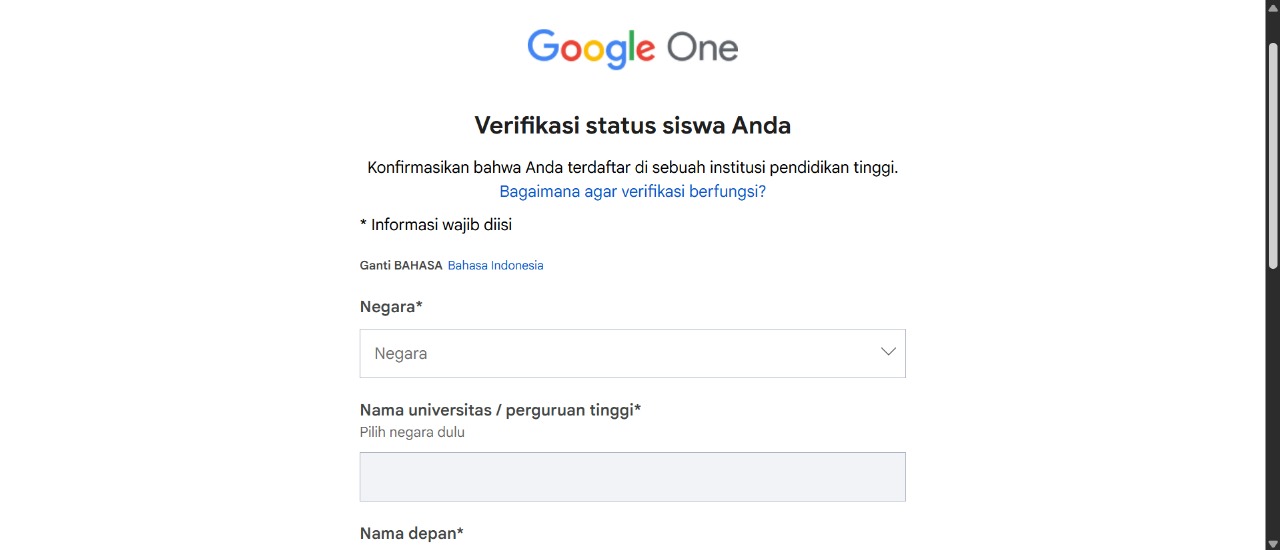 Google One
Verifikasi status siswa Anda
Konfirmasikan bahwa Anda terdaftar di sebuah institusi pendidikan tinggi.
Bagaimana agar verifikasi berfungsi?
* Informasi wajib diisi
Ganti BAHASA Bahasa Indonesia
Negara*
Negara
Nama universitas / perguruan tinggi*
Pilih negara dulu
Nama depan*